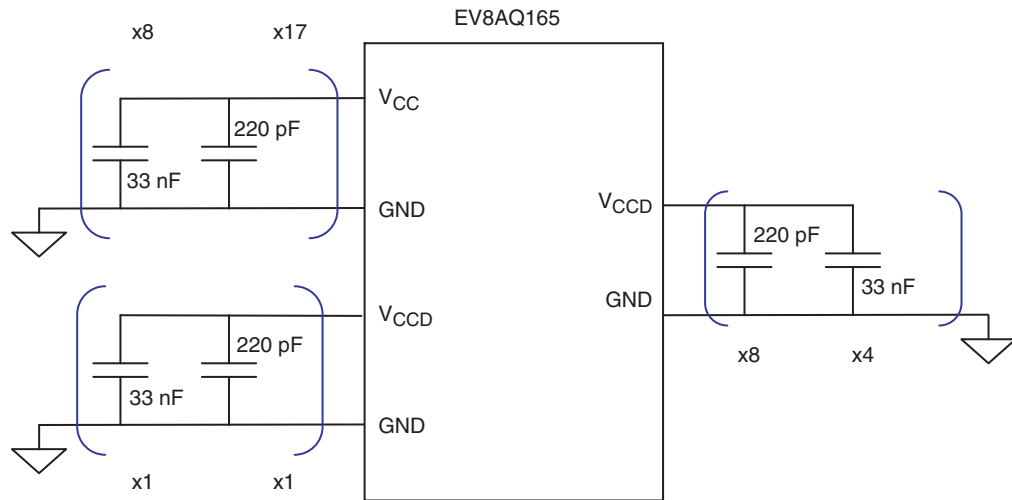 EV8AQ165
x8 x17
VCC
220 pF
33 nF
GND
VCCD
220 pF
33 nF
GND
x8 x4
VCCD
220 pF
33 nF
GND
x1 x1